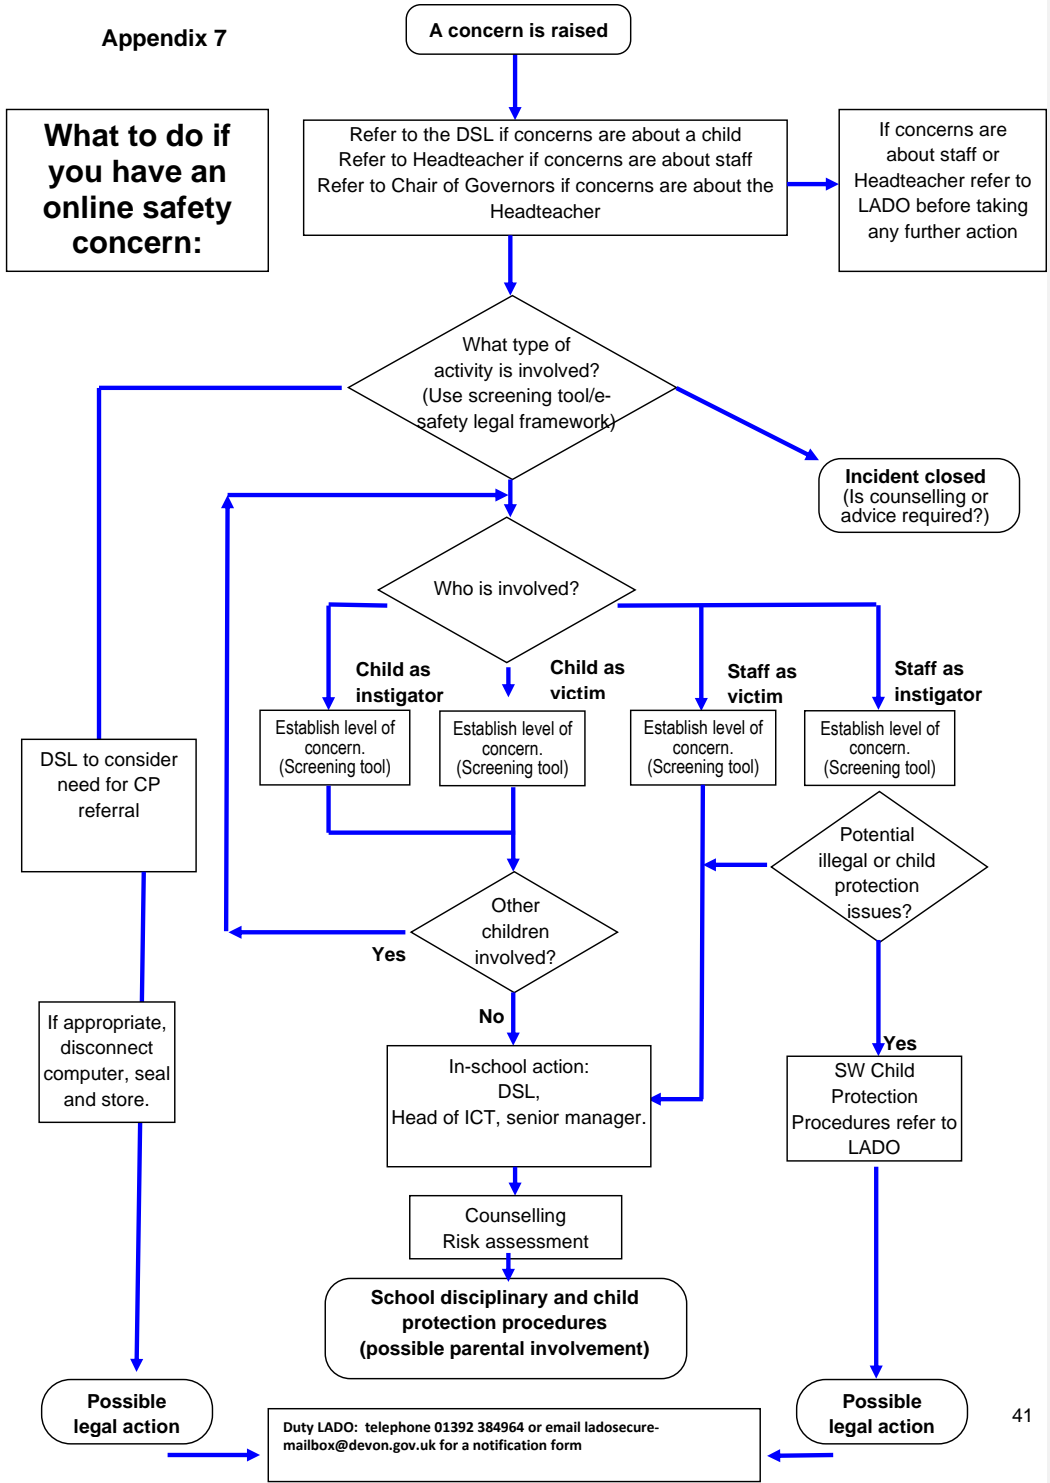 Appendix 7
A concern is raised
What to do if
you have an
online safety
concern:
Refer to the DSL if concerns are about a child
Refer to Headteacher if concerns are about staff
Refer to Chair of Governors if concerns are about the
Headteacher
If concerns are
about staff or
Headteacher refer to
LADO before taking
any further action
What type of
activity is involved?
(Use screening tool/e-
safety legal framework)
Incident closed
(Is counselling or
advice required?)
Who is involved?
Child as
instigator
Child as
victim
Staff as
victim
Staff as
instigator
Establish level of
concern.
(Screening tool)
Establish level of
concern.
(Screening tool)
Establish level of
concern.
(Screening tool)
Establish level of
concern.
(Screening tool)
DSL to consider
need for CP
referral
Potential
illegal or child
protection
issues?
Other
children
involved?
Yes
No
If appropriate,
disconnect
computer, seal
and store.
In-school action:
DSL,
Head of ICT, senior manager.
Yes
SW Child
Protection
Procedures refer to
LADO
Counselling
Risk assessment
School disciplinary and child
protection procedures
(possible parental involvement)
Possible
legal action
Possible
legal action
Duty LADO: telephone 01392 384964 or email ladosecure-
mailbox@devon.gov.uk for a notification form
41